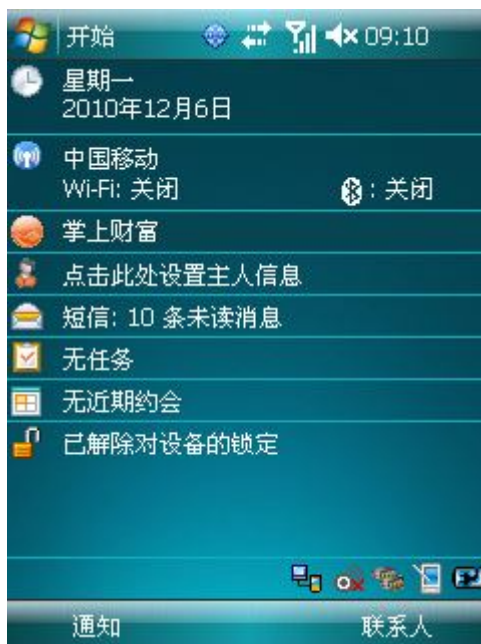 开始 09:10
星期一
2010年12月6日
中国移动
Wi-Fi: 关闭 : 关闭
掌上财富
点击此处设置主人信息
短信: 10 条未读消息
无任务
无近期约会
已解除对设备的锁定
通知 联系人